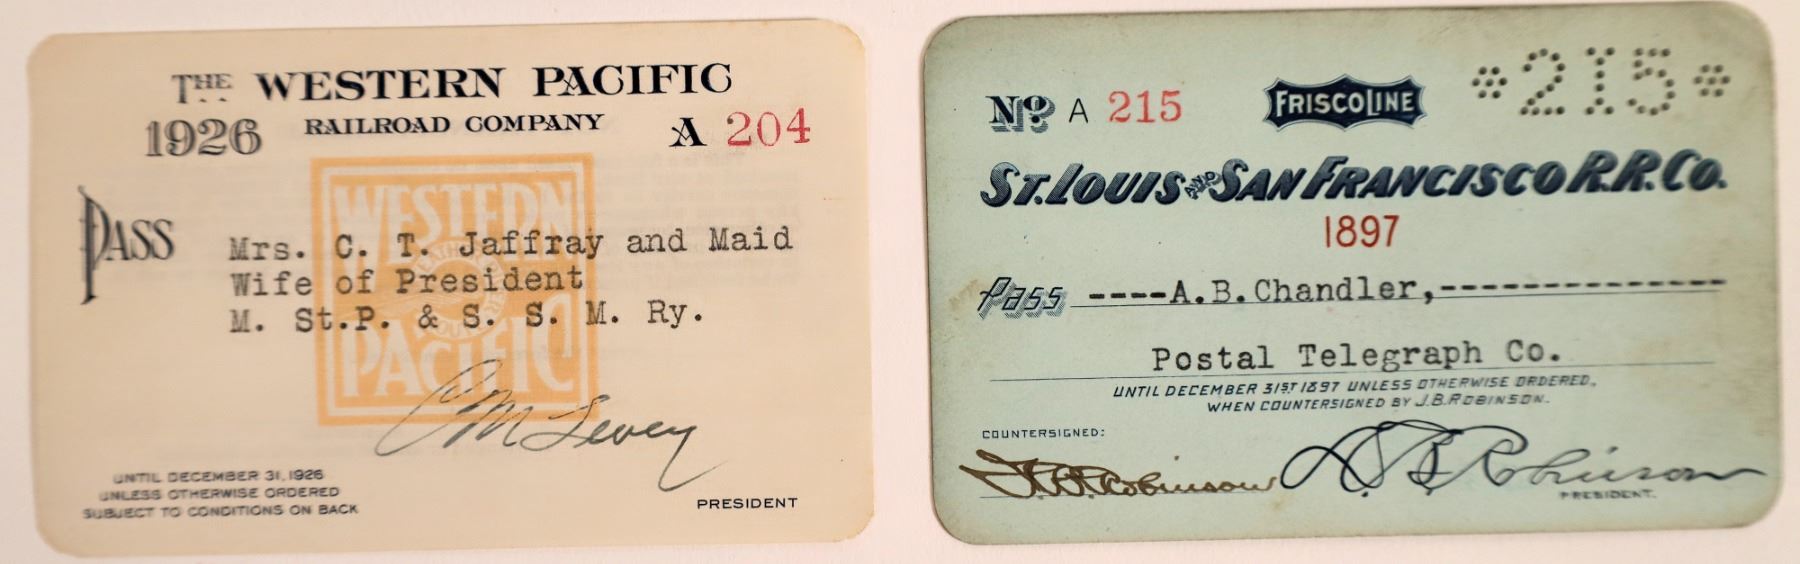 THE WESTERN PACIFIC
RAILROAD COMPANY
1926
A 204
WESTERN
PACIFIC
PASS
Mrs. C. T. Jaffray and Maid
Wife of President
M. St.P. & S. S. M. Ry.
C M Levey
UNTIL DECEMBER 31, 1926
UNLESS OTHERWISE ORDERED
SUBJECT TO CONDITIONS ON BACK
PRESIDENT
No. A 215
FRISCO LINE
*215*
ST. LOUIS AND SAN FRANCISCO R.R. CO.
1897
Pass ----A.B.Chandler,--------------
Postal Telegraph Co.
UNTIL DECEMBER 31ST 1897 UNLESS OTHERWISE ORDERED,
WHEN COUNTERSIGNED BY J.B. ROBINSON.
COUNTERSIGNED:
J. B. Robinson
Robinson
PRESIDENT.